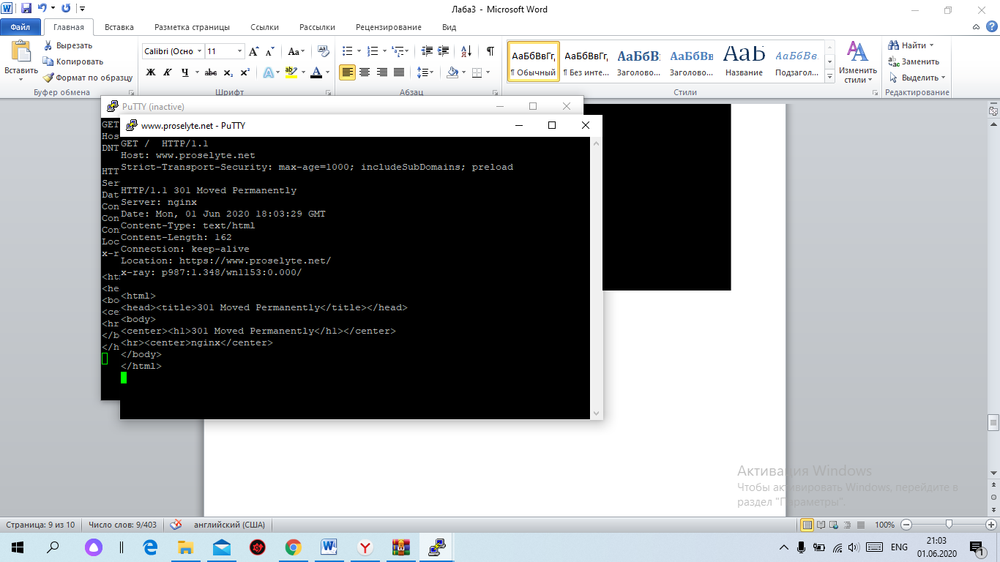 Лаба3 - Microsoft Word
Файл Главная Вставка Разметка страницы Ссылки Рассылки Рецензирование Вид
Вставить
Вырезать
Копировать
Формат по образцу
Буфер обмена
Calibri (Осно 11
Ж К Ч abc x₂ x²
Шрифт
Абзац
АаБбВвГг, АаБбВвГг, АаБбВ АаБбВв АаБ АаБбВв.
¶ Обычный ¶ Без инте... Заголово... Заголово... Название Подзагол...
Стили
Изменить
стили
Найти
Заменить
Выделить
Редактирование
PuTTY (inactive)
GET
Hos
DNT
HTT
Ser
Dat
Con
Con
Con
Loc
x-r
<ht
<he
<bo
<ce
<hr
</b
</h
www.proselyte.net - PuTTY
GET /  HTTP/1.1
Host: www.proselyte.net
Strict-Transport-Security: max-age=1000; includeSubDomains; preload
HTTP/1.1 301 Moved Permanently
Server: nginx
Date: Mon, 01 Jun 2020 18:03:29 GMT
Content-Type: text/html
Content-Length: 162
Connection: keep-alive
Location: https://www.proselyte.net/
x-ray: p987:1.348/wn1153:0.000/
<html>
<head><title>301 Moved Permanently</title></head>
<body>
<center><h1>301 Moved Permanently</h1></center>
<hr><center>nginx</center>
</body>
</html>
Активация Windows
Чтобы активировать Windows, перейдите в
раздел "Параметры".
Страница: 9 из 10 Число слов: 9/403 английский (США) 100%
ENG
21:03
01.06.2020
1